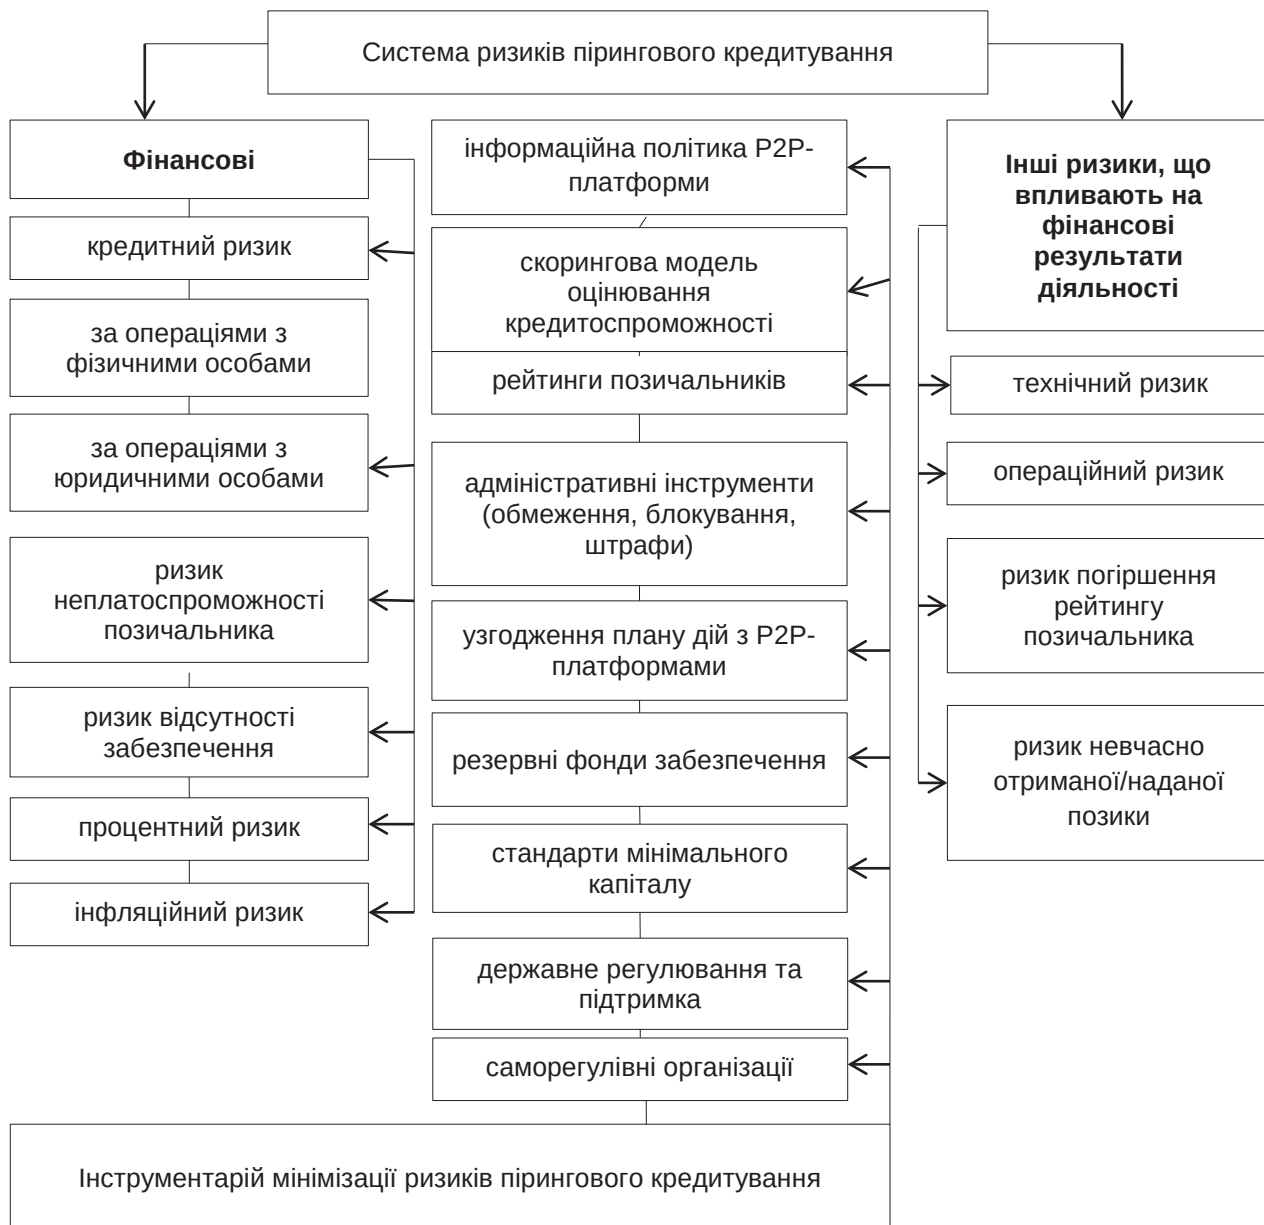 Система ризиків пірингового кредитування
Фінансові
кредитний ризик
за операціями з
фізичними особами
за операціями з
юридичними особами
ризик
неплатоспроможності
позичальника
ризик відсутності
забезпечення
процентний ризик
інфляційний ризик
інформаційна політика P2P-
платформи
скорингова модель
оцінювання
кредитоспроможності
рейтинги позичальників
адміністративні інструменти
(обмеження, блокування,
штрафи)
узгодження плану дій з P2P-
платформами
резервні фонди забезпечення
стандарти мінімального
капіталу
державне регулювання та
підтримка
саморегулівні організації
Інші ризики, що
впливають на
фінансові
результати
діяльності
технічний ризик
операційний ризик
ризик погіршення
рейтингу
позичальника
ризик невчасно
отриманої/наданої
позики
Інструментарій мінімізації ризиків пірингового кредитування